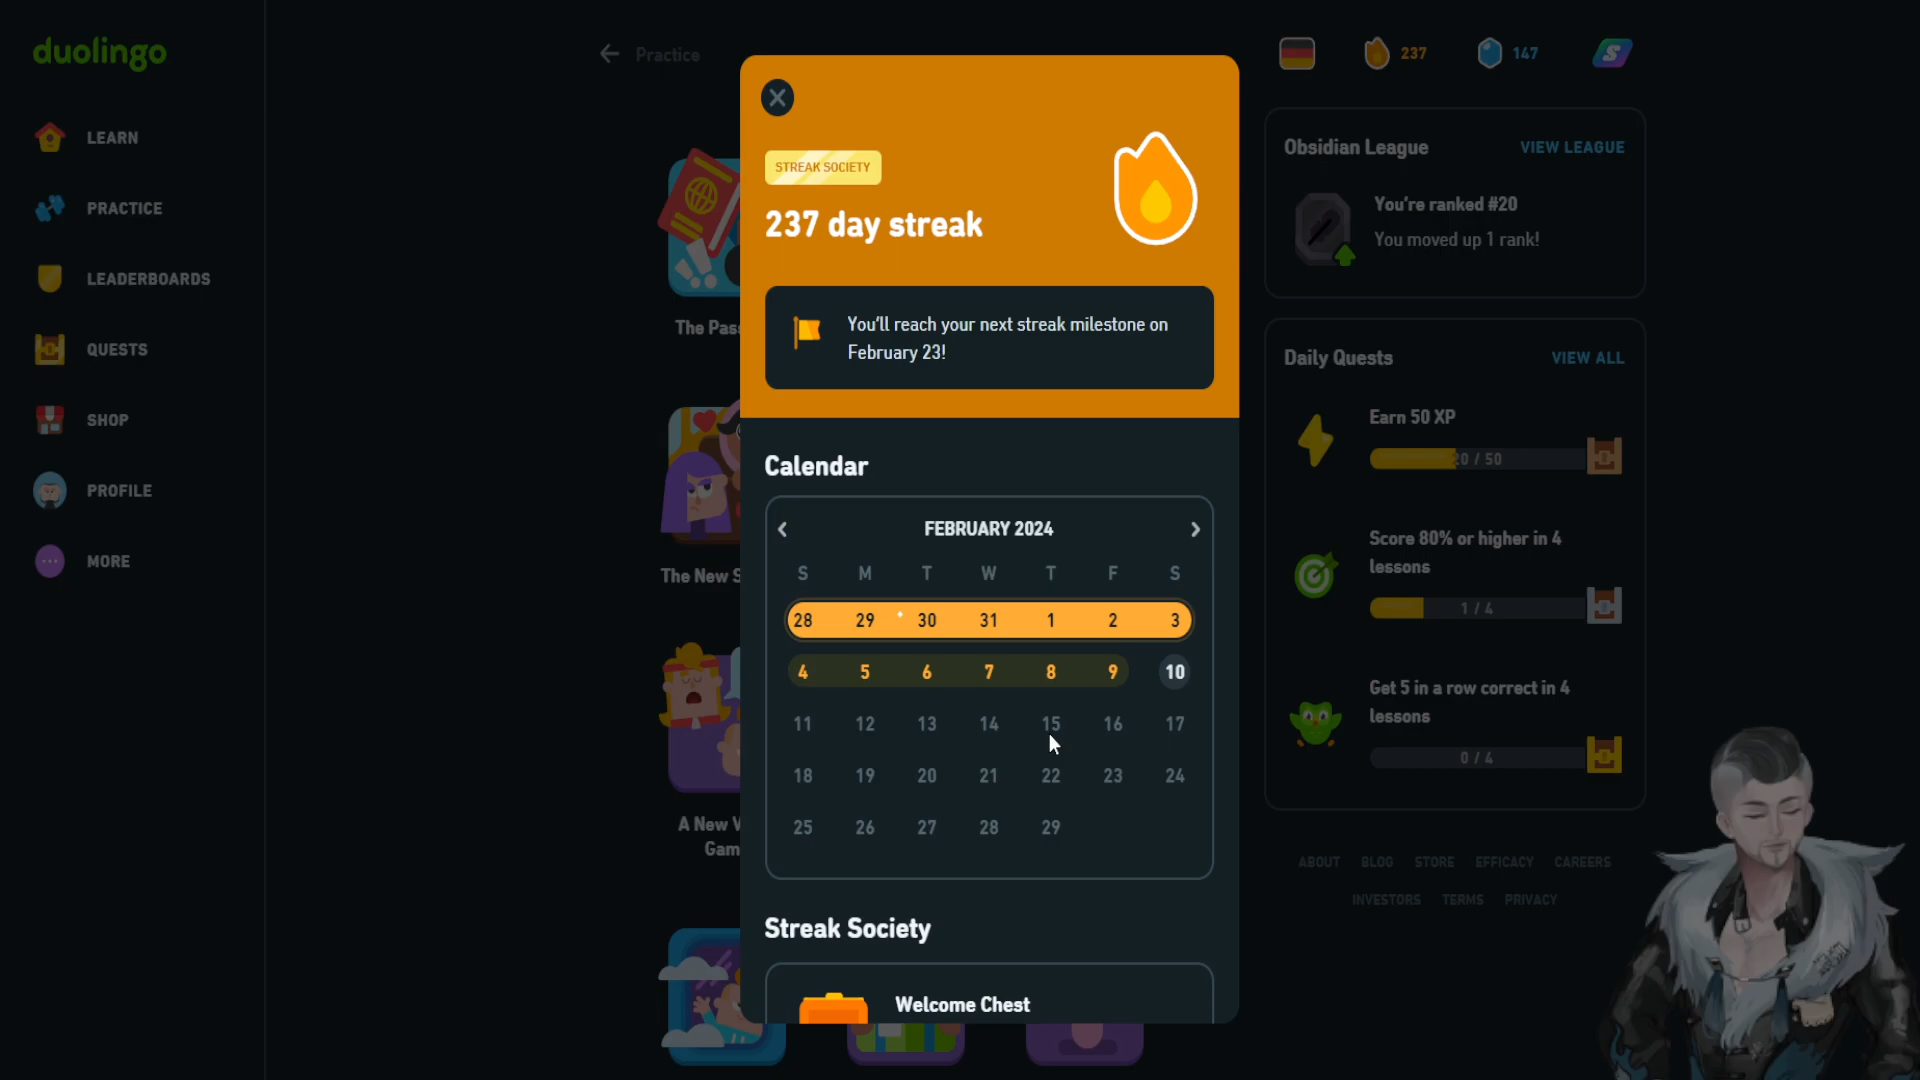 duolingo
LEARN
PRACTICE
LEADERBOARDS
QUESTS
SHOP
PROFILE
MORE
Practice
The Pas
The New S
A New V
Gam
STREAK SOCIETY
237 day streak
You'll reach your next streak milestone on
February 23!
Calendar
FEBRUARY 2024
S M T W T F S
28 29 30 31 1 2 3
4 5 6 7 8 9 10
11 12 13 14 15 16 17
18 19 20 21 22 23 24
25 26 27 28 29
Streak Society
Welcome Chest
237 147 S
Obsidian League VIEW LEAGUE
You're ranked #20
You moved up 1 rank!
Daily Quests VIEW ALL
Earn 50 XP
20 / 50
Score 80% or higher in 4
lessons
1 / 4
Get 5 in a row correct in 4
lessons
0 / 4
ABOUT BLOG STORE EFFICACY CAREERS
INVESTORS TERMS PRIVACY